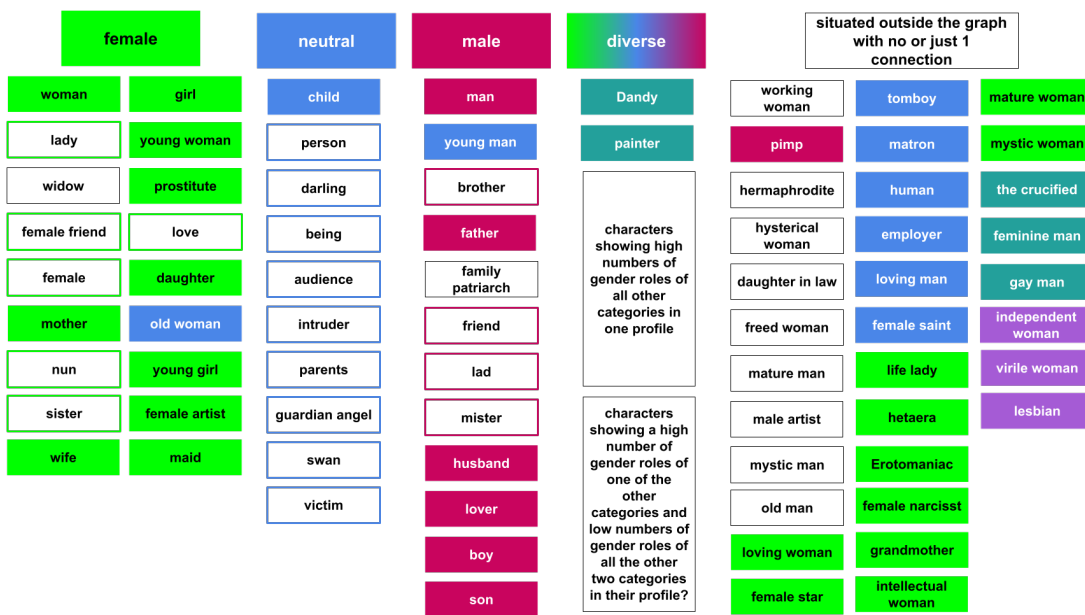 female
neutral
male
diverse
situated outside the graph
with no or just 1
connection
woman
lady
widow
female friend
female
mother
nun
sister
wife
girl
young woman
prostitute
love
daughter
old woman
young girl
female artist
maid
child
person
darling
being
audience
intruder
parents
guardian angel
swan
victim
man
young man
brother
father
family
patriarch
friend
lad
mister
husband
lover
boy
son
Dandy
painter
characters
showing high
numbers of
gender roles of
all other
categories in
one profile
characters
showing a high
number of
gender roles of
one of the
other
categories and
low numbers of
gender roles of
all the other
two categories
in their profile?
working
woman
pimp
hermaphrodite
hysterical
woman
daughter in law
freed woman
mature man
male artist
mystic man
old man
loving woman
female star
tomboy
matron
human
employer
loving man
female saint
life lady
hetaera
Erotomaniac
female narcisst
grandmother
intellectual
woman
mature woman
mystic woman
the crucified
feminine man
gay man
independent
woman
virile woman
lesbian